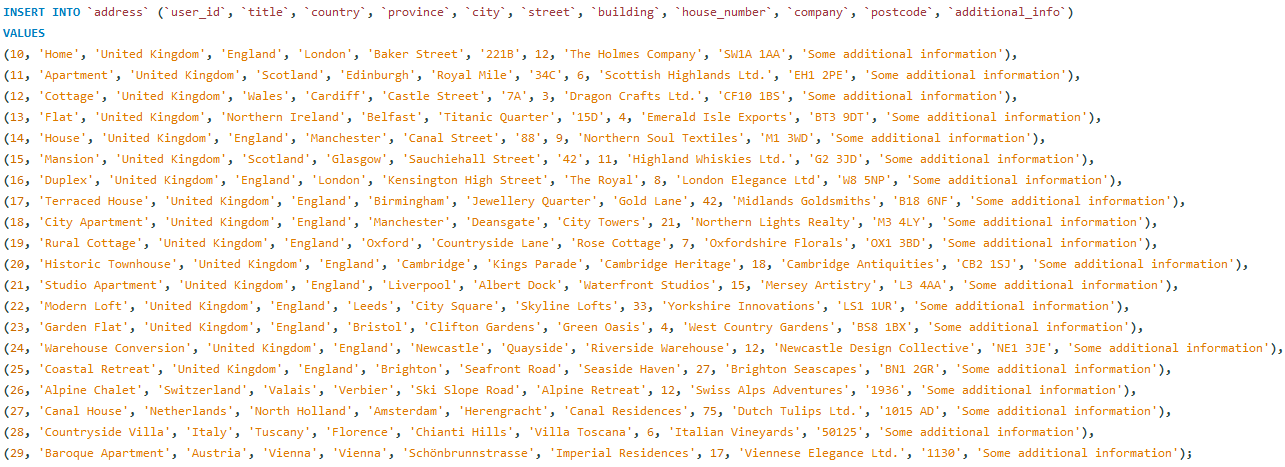 INSERT INTO `address` (`user_id`, `title`, `country`, `province`, `city`, `street`, `building`, `house_number`, `company`, `postcode`, `additional_info`)
VALUES
(10, 'Home', 'United Kingdom', 'England', 'London', 'Baker Street', '221B', 12, 'The Holmes Company', 'SW1A 1AA', 'Some additional information'),
(11, 'Apartment', 'United Kingdom', 'Scotland', 'Edinburgh', 'Royal Mile', '34C', 6, 'Scottish Highlands Ltd.', 'EH1 2PE', 'Some additional information'),
(12, 'Cottage', 'United Kingdom', 'Wales', 'Cardiff', 'Castle Street', '7A', 3, 'Dragon Crafts Ltd.', 'CF10 1BS', 'Some additional information'),
(13, 'Flat', 'United Kingdom', 'Northern Ireland', 'Belfast', 'Titanic Quarter', '15D', 4, 'Emerald Isle Exports', 'BT3 9DT', 'Some additional information'),
(14, 'House', 'United Kingdom', 'England', 'Manchester', 'Canal Street', '88', 9, 'Northern Soul Textiles', 'M1 3WD', 'Some additional information'),
(15, 'Mansion', 'United Kingdom', 'Scotland', 'Glasgow', 'Sauchiehall Street', '42', 11, 'Highland Whiskies Ltd.', 'G2 3JD', 'Some additional information'),
(16, 'Duplex', 'United Kingdom', 'England', 'London', 'Kensington High Street', 'The Royal', 8, 'London Elegance Ltd', 'W8 5NP', 'Some additional information'),
(17, 'Terraced House', 'United Kingdom', 'England', 'Birmingham', 'Jewellery Quarter', 'Gold Lane', 42, 'Midlands Goldsmiths', 'B18 6NF', 'Some additional information'),
(18, 'City Apartment', 'United Kingdom', 'England', 'Manchester', 'Deansgate', 'City Towers', 21, 'Northern Lights Realty', 'M3 4LY', 'Some additional information'),
(19, 'Rural Cottage', 'United Kingdom', 'England', 'Oxford', 'Countryside Lane', 'Rose Cottage', 7, 'Oxfordshire Florals', 'OX1 3BD', 'Some additional information'),
(20, 'Historic Townhouse', 'United Kingdom', 'England', 'Cambridge', 'Kings Parade', 'Cambridge Heritage', 18, 'Cambridge Antiquities', 'CB2 1SJ', 'Some additional information'),
(21, 'Studio Apartment', 'United Kingdom', 'England', 'Liverpool', 'Albert Dock', 'Waterfront Studios', 15, 'Mersey Artistry', 'L3 4AA', 'Some additional information'),
(22, 'Modern Loft', 'United Kingdom', 'England', 'Leeds', 'City Square', 'Skyline Lofts', 33, 'Yorkshire Innovations', 'LS1 1UR', 'Some additional information'),
(23, 'Garden Flat', 'United Kingdom', 'England', 'Bristol', 'Clifton Gardens', 'Green Oasis', 4, 'West Country Gardens', 'BS8 1BX', 'Some additional information'),
(24, 'Warehouse Conversion', 'United Kingdom', 'England', 'Newcastle', 'Quayside', 'Riverside Warehouse', 12, 'Newcastle Design Collective', 'NE1 3JE', 'Some additional information'),
(25, 'Coastal Retreat', 'United Kingdom', 'England', 'Brighton', 'Seafront Road', 'Seaside Haven', 27, 'Brighton Seascapes', 'BN1 2GR', 'Some additional information'),
(26, 'Alpine Chalet', 'Switzerland', 'Valais', 'Verbier', 'Ski Slope Road', 'Alpine Retreat', 12, 'Swiss Alps Adventures', '1936', 'Some additional information'),
(27, 'Canal House', 'Netherlands', 'North Holland', 'Amsterdam', 'Herengracht', 'Canal Residences', 75, 'Dutch Tulips Ltd.', '1015 AD', 'Some additional information'),
(28, 'Countryside Villa', 'Italy', 'Tuscany', 'Florence', 'Chianti Hills', 'Villa Toscana', 6, 'Italian Vineyards', '50125', 'Some additional information'),
(29, 'Baroque Apartment', 'Austria', 'Vienna', 'Vienna', 'Schönbrunnstrasse', 'Imperial Residences', 17, 'Viennese Elegance Ltd.', '1130', 'Some additional information');